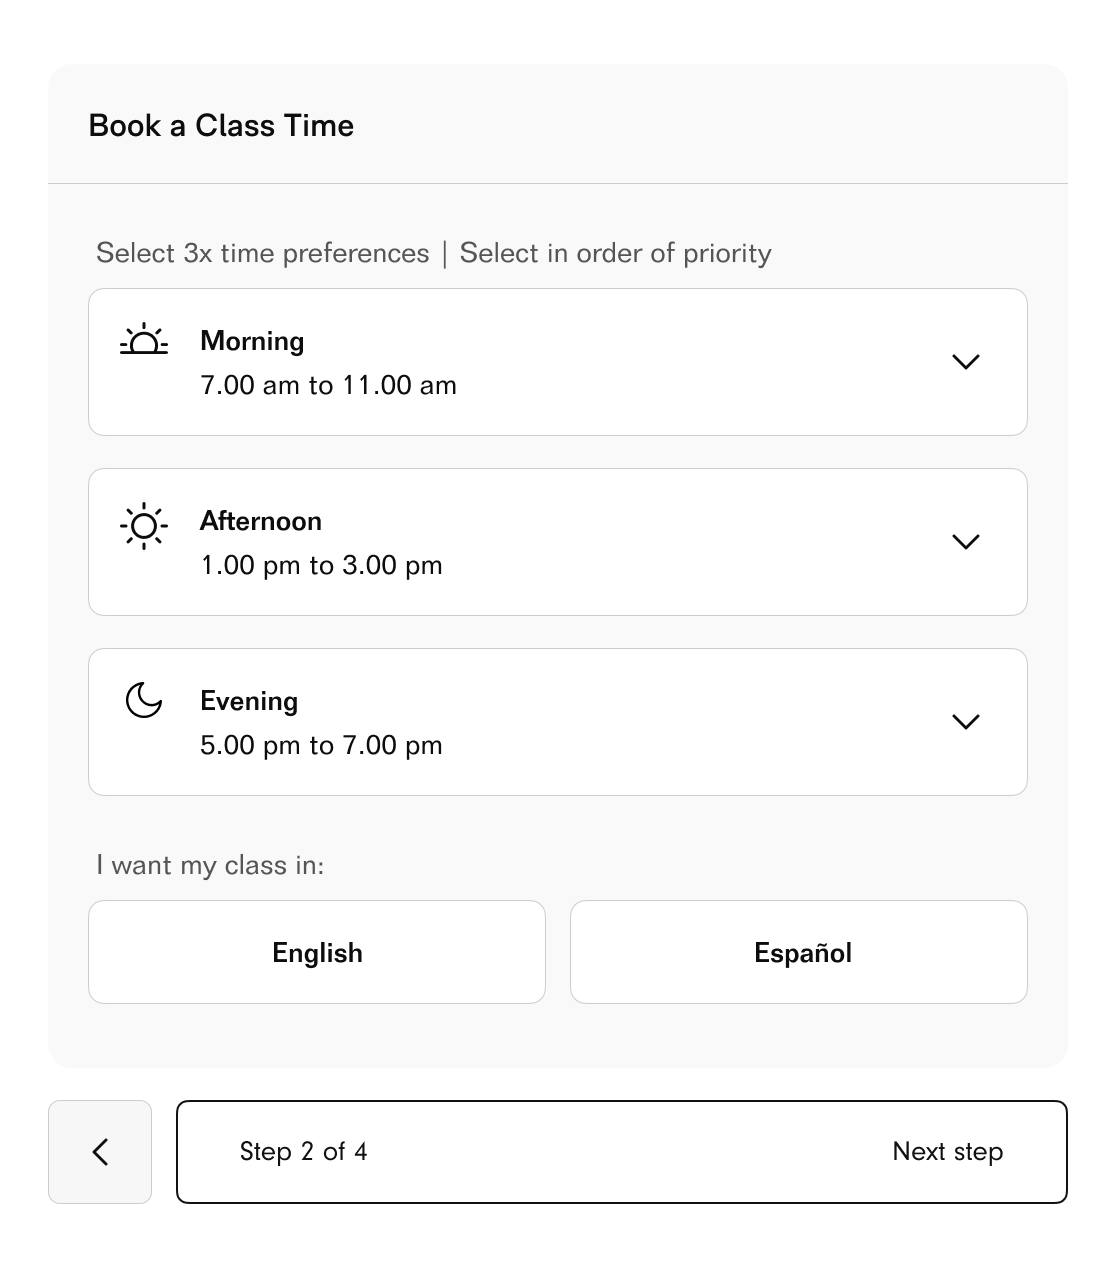 Book a Class Time
Select 3x time preferences | Select in order of priority
Morning
7.00 am to 11.00 am
Afternoon
1.00 pm to 3.00 pm
Evening
5.00 pm to 7.00 pm
I want my class in:
English
Español
Step 2 of 4
Next step